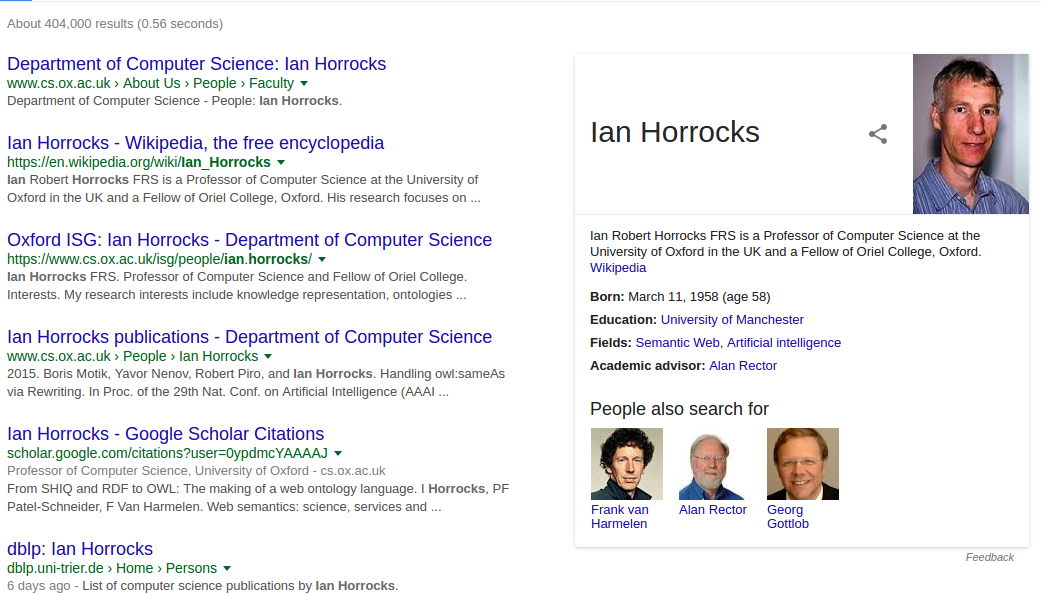 About 404,000 results (0.56 seconds)
Department of Computer Science: Ian Horrocks
www.cs.ox.ac.uk › About Us › People › Faculty
Department of Computer Science - People: Ian Horrocks.
Ian Horrocks - Wikipedia, the free encyclopedia
https://en.wikipedia.org/wiki/Ian_Horrocks
Ian Robert Horrocks FRS is a Professor of Computer Science at the University of
Oxford in the UK and a Fellow of Oriel College, Oxford. His research focuses on ...
Oxford ISG: Ian Horrocks - Department of Computer Science
https://www.cs.ox.ac.uk/isg/people/ian.horrocks/
Ian Horrocks FRS. Professor of Computer Science and Fellow of Oriel College.
Interests. My research interests include knowledge representation, ontologies ...
Ian Horrocks publications - Department of Computer Science
www.cs.ox.ac.uk › People › Ian Horrocks
2015. Boris Motik, Yavor Nenov, Robert Piro, and Ian Horrocks. Handling owl:sameAs
via Rewriting. In Proc. of the 29th Nat. Conf. on Artificial Intelligence (AAAI ...
Ian Horrocks - Google Scholar Citations
scholar.google.com/citations?user=0ypdmcYAAAAJ
Professor of Computer Science, University of Oxford - cs.ox.ac.uk
From SHIQ and RDF to OWL: The making of a web ontology language. I Horrocks, PF
Patel-Schneider, F Van Harmelen. Web semantics: science, services and ...
dblp: Ian Horrocks
dblp.uni-trier.de › Home › Persons
6 days ago - List of computer science publications by Ian Horrocks.
Ian Horrocks
Ian Robert Horrocks FRS is a Professor of Computer Science at the
University of Oxford in the UK and a Fellow of Oriel College, Oxford.
Wikipedia
Born: March 11, 1958 (age 58)
Education: University of Manchester
Fields: Semantic Web, Artificial intelligence
Academic advisor: Alan Rector
People also search for
Frank van
Harmelen
Alan Rector
Georg
Gottlob
Feedback